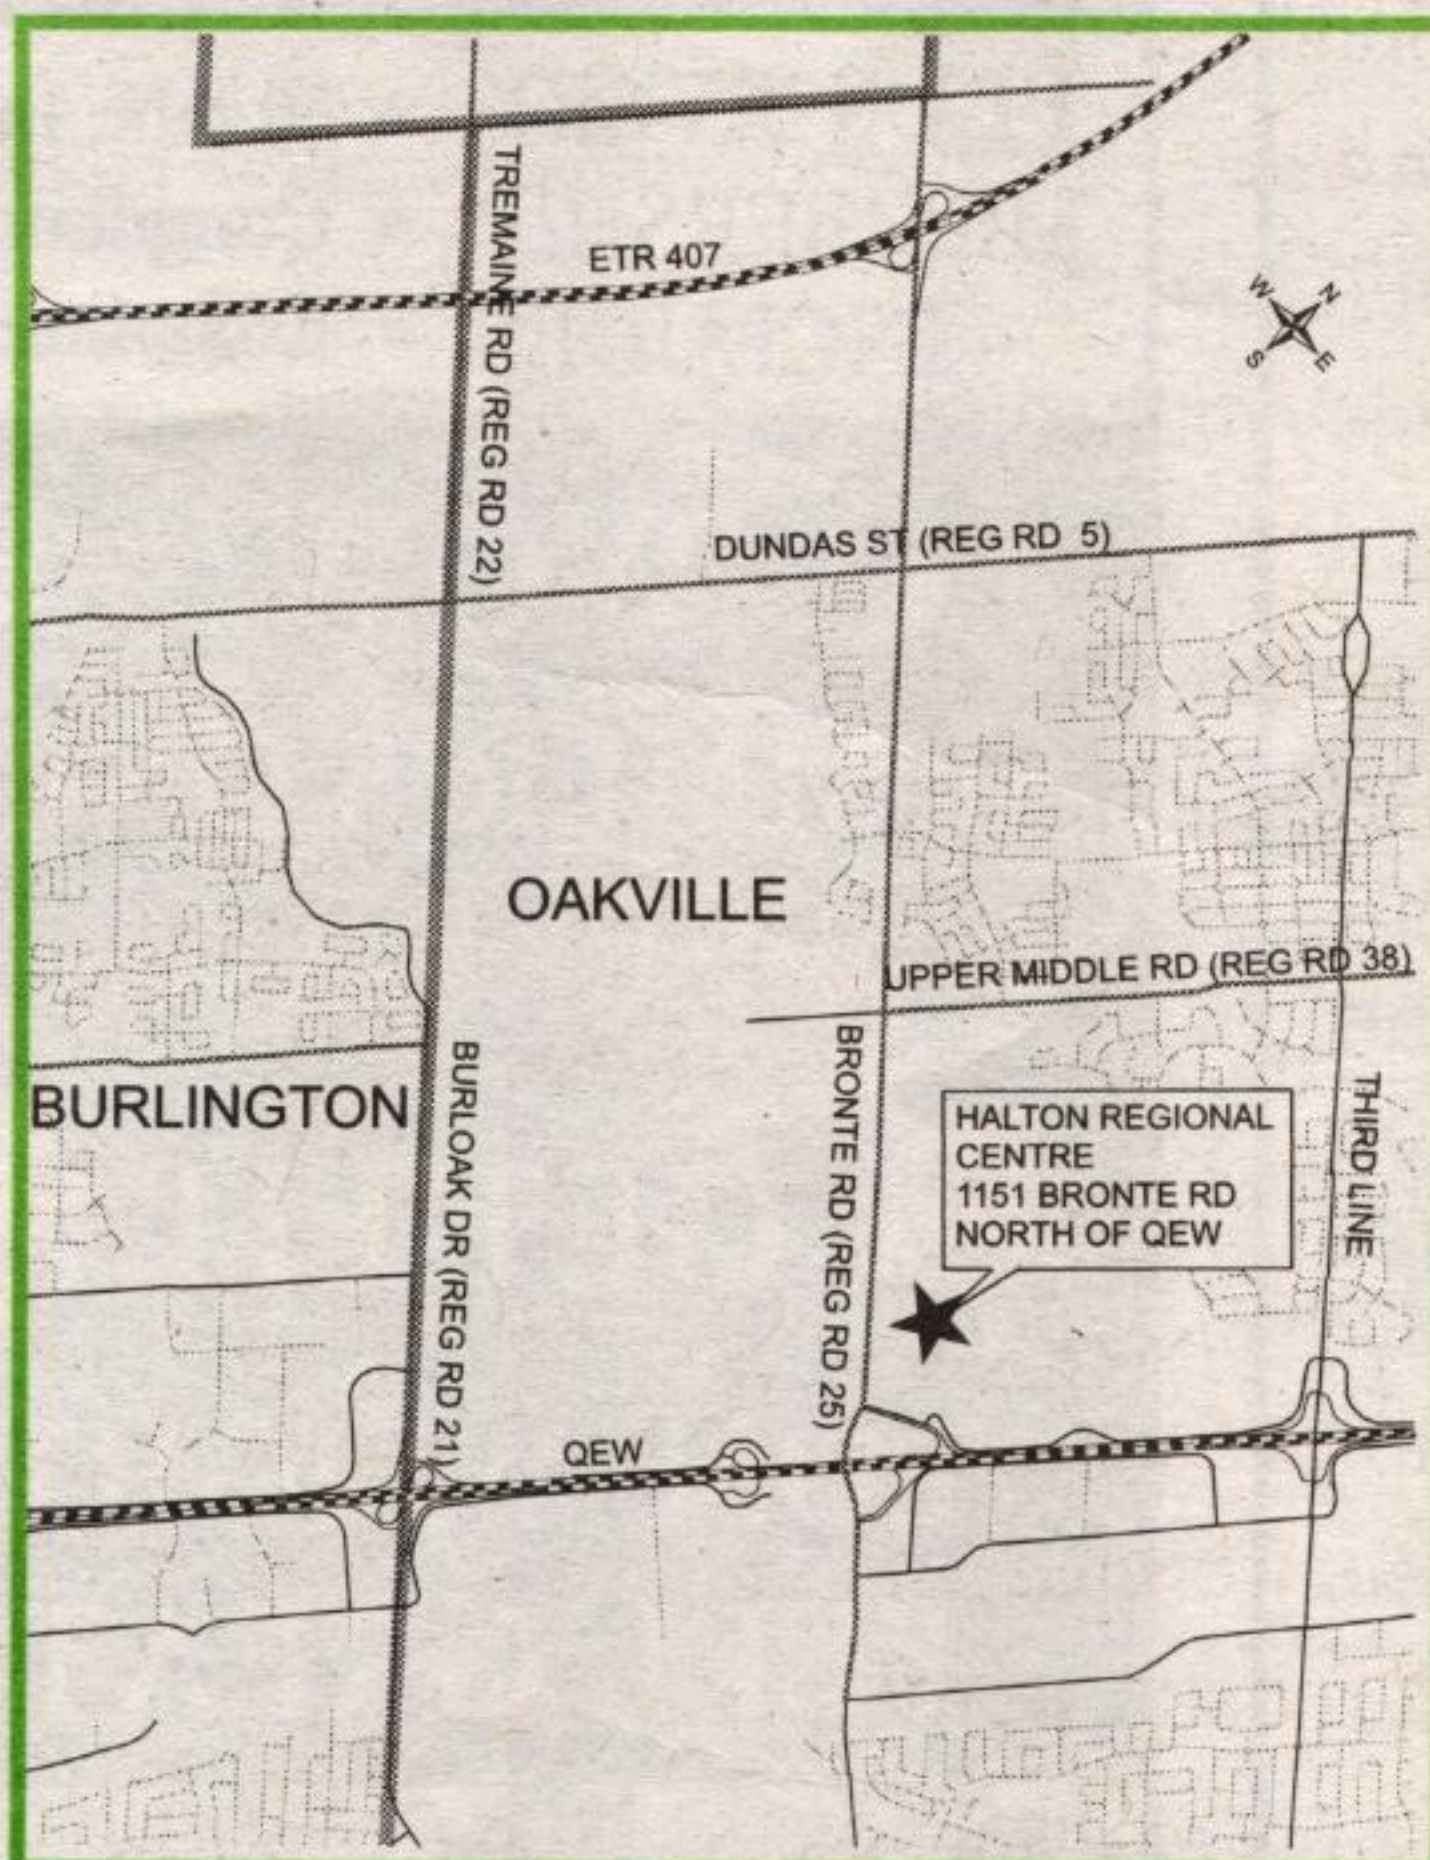 TREMAINE RD (REG RD 22)
ETR 407
W N
S E
DUNDAS ST (REG RD 5)
OAKVILLE
UPPER MIDDLE RD (REG RD 38)
BURLINGTON
BURLOAK DR (REG RD 21)
BRONTE RD (REG RD 25)
HALTON REGIONAL
CENTRE
1151 BRONTE RD
NORTH OF QEW
THIRD LINE
QEW